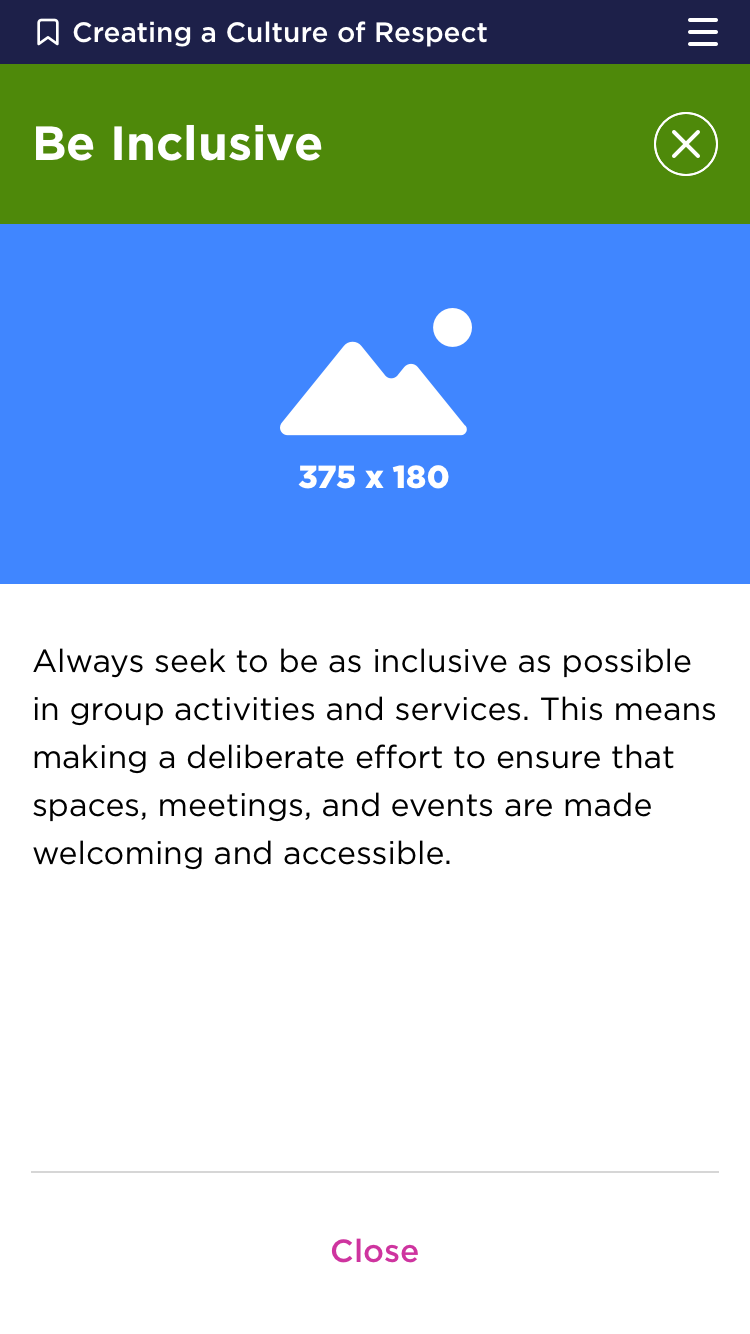 Creating a Culture of Respect
Be Inclusive
375 x 180
Always seek to be as inclusive as possible
in group activities and services. This means
making a deliberate effort to ensure that
spaces, meetings, and events are made
welcoming and accessible.
Close